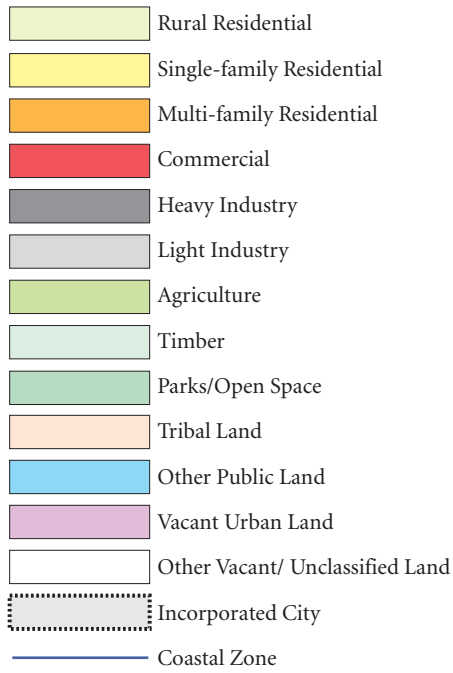 Rural Residential
Single-family Residential
Multi-family Residential
Commercial
Heavy Industry
Light Industry
Agriculture
Timber
Parks/Open Space
Tribal Land
Other Public Land
Vacant Urban Land
Other Vacant/ Unclassified Land
Incorporated City
Coastal Zone